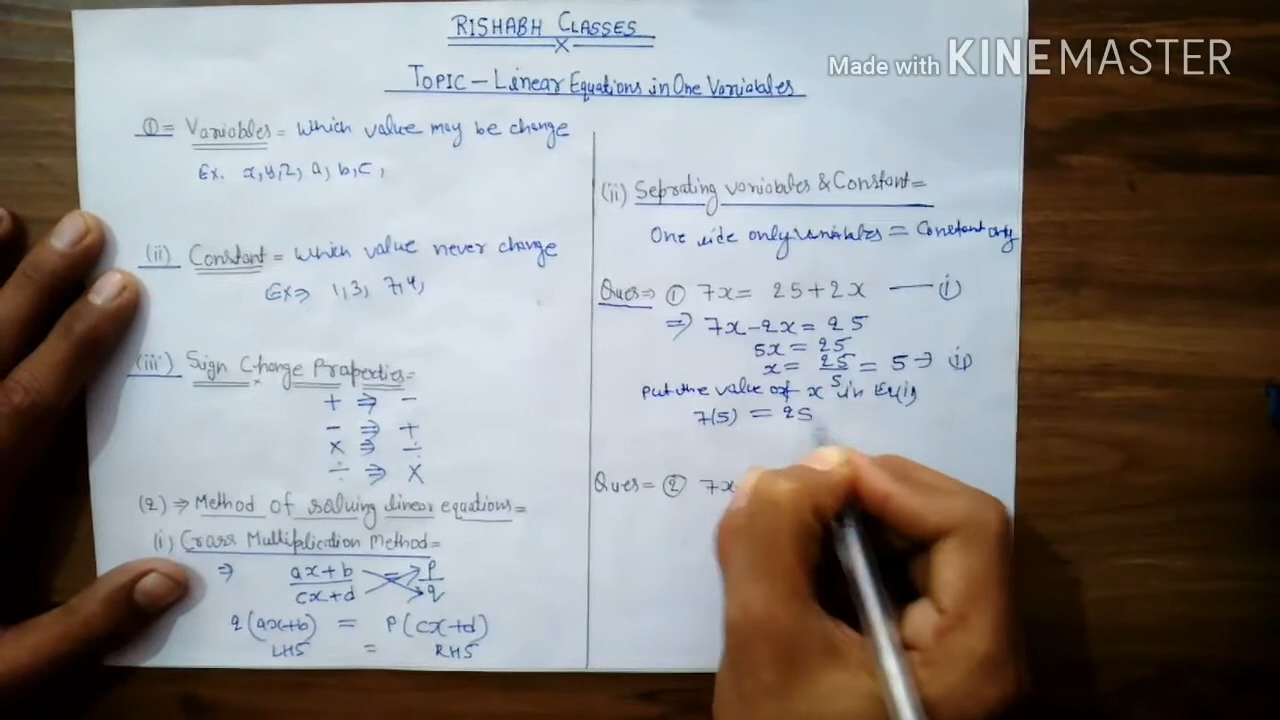 RISHABH CLASSES
X
Made with KINEMASTER
TOPIC – Linear Equations in One Variables
①= Variables = which value may be change
Ex. x, y, z, a, b, c,
(ii) Constant = which value never change
Ex ⇒ 1, 3, 7, 4,
(iii) Sign Change Properties =
+ ⇒ -
- ⇒ +
× ⇒ ÷
÷ ⇒ ×
(2) ⇒ Method of solving linear equations =
(i) Cross Multiplication Method =
⇒ ax+b/cx+d = p/q
q(ax+b) = p(cx+d)
LHS = RHS
(ii) Seprating variables & Constant =
One side only variables = Constant only
Ques ⇒ ① 7x = 25+2x — (i)
⇒ 7x-2x = 25
5x = 25
x = 25/5 = 5 → (ii)
Put the value of x in Eq(i)
7(5) = 25
Ques = ② 7x